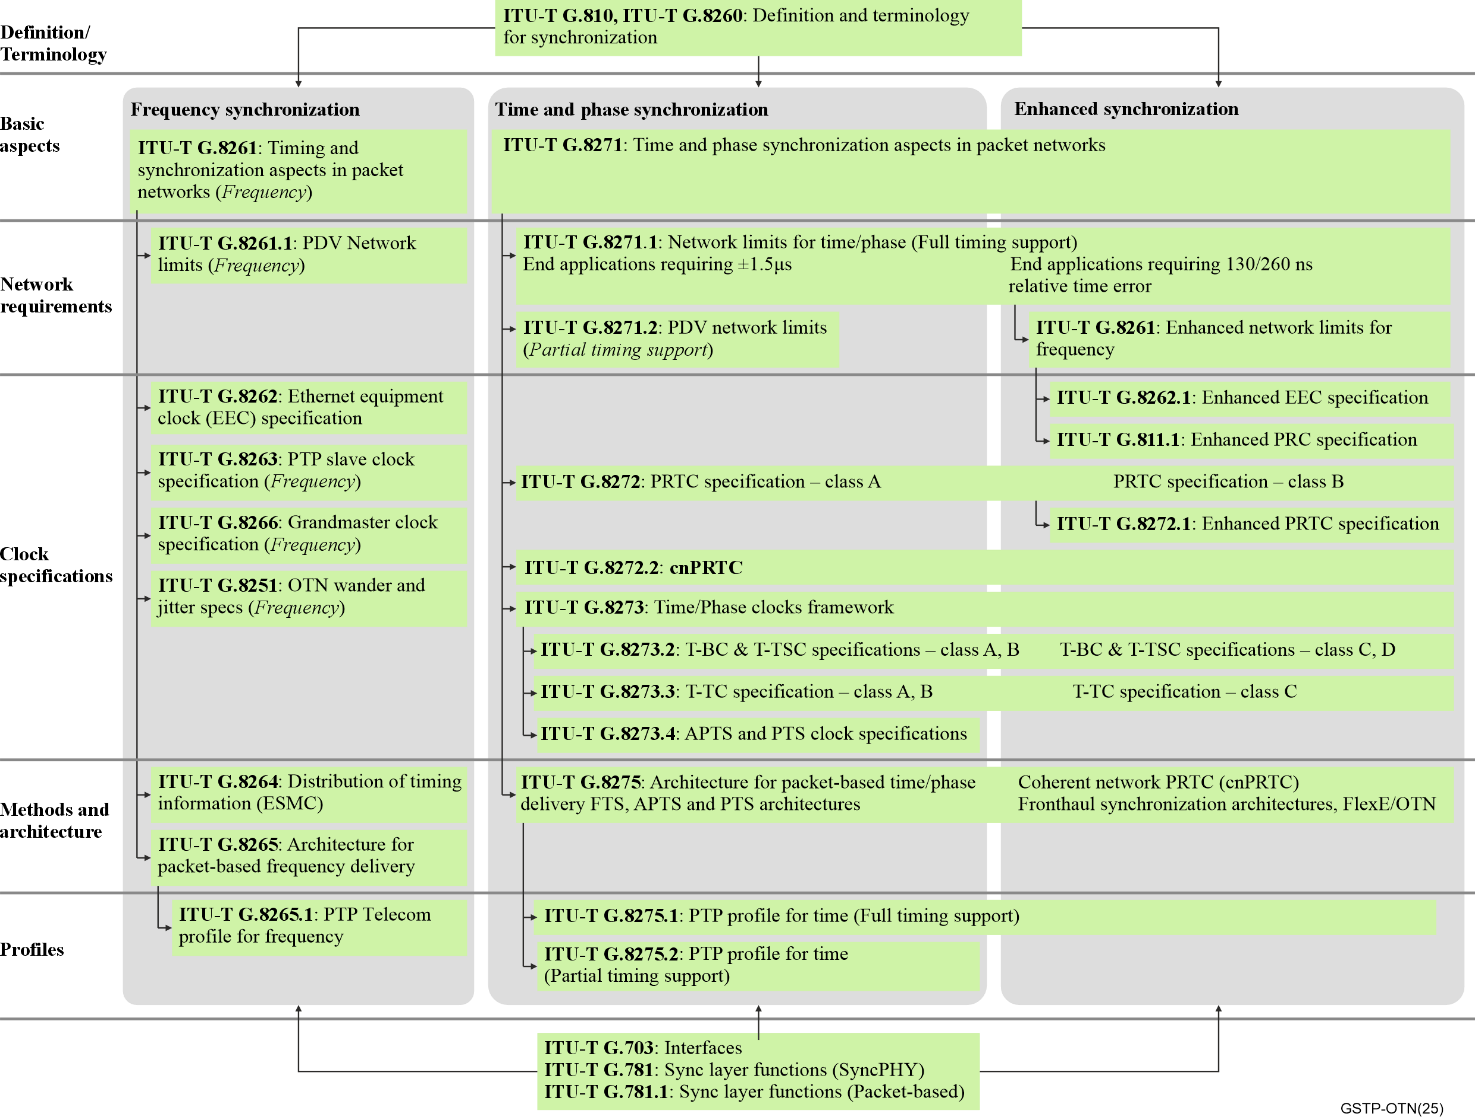 ITU-T G.810, ITU-T G.8260: Definition and terminology
for synchronization
Definition/
Terminology
Frequency synchronization
Time and phase synchronization
Enhanced synchronization
Basic
aspects
ITU-T G.8261: Timing and
synchronization aspects in packet
networks (Frequency)
ITU-T G.8271: Time and phase synchronization aspects in packet networks
Network
requirements
ITU-T G.8261.1: PDV Network
limits (Frequency)
ITU-T G.8271.1: Network limits for time/phase (Full timing support)
End applications requiring ±1.5μs
End applications requiring 130/260 ns
relative time error
ITU-T G.8271.2: PDV network limits
(Partial timing support)
ITU-T G.8261: Enhanced network limits for
frequency
Clock
specifications
ITU-T G.8262: Ethernet equipment
clock (EEC) specification
ITU-T G.8263: PTP slave clock
specification (Frequency)
ITU-T G.8266: Grandmaster clock
specification (Frequency)
ITU-T G.8251: OTN wander and
jitter specs (Frequency)
ITU-T G.8262.1: Enhanced EEC specification
ITU-T G.811.1: Enhanced PRC specification
ITU-T G.8272: PRTC specification – class A
PRTC specification – class B
ITU-T G.8272.1: Enhanced PRTC specification
ITU-T G.8272.2: cnPRTC
ITU-T G.8273: Time/Phase clocks framework
ITU-T G.8273.2: T-BC & T-TSC specifications – class A, B
T-BC & T-TSC specifications – class C, D
ITU-T G.8273.3: T-TC specification – class A, B
T-TC specification – class C
ITU-T G.8273.4: APTS and PTS clock specifications
Methods and
architecture
ITU-T G.8264: Distribution of timing
information (ESMC)
ITU-T G.8265: Architecture for
packet-based frequency delivery
ITU-T G.8275: Architecture for packet-based time/phase
delivery FTS, APTS and PTS architectures
Coherent network PRTC (cnPRTC)
Fronthaul synchronization architectures, FlexE/OTN
Profiles
ITU-T G.8265.1: PTP Telecom
profile for frequency
ITU-T G.8275.1: PTP profile for time (Full timing support)
ITU-T G.8275.2: PTP profile for time
(Partial timing support)
ITU-T G.703: Interfaces
ITU-T G.781: Sync layer functions (SyncPHY)
ITU-T G.781.1: Sync layer functions (Packet-based)
GSTP-OTN(25)